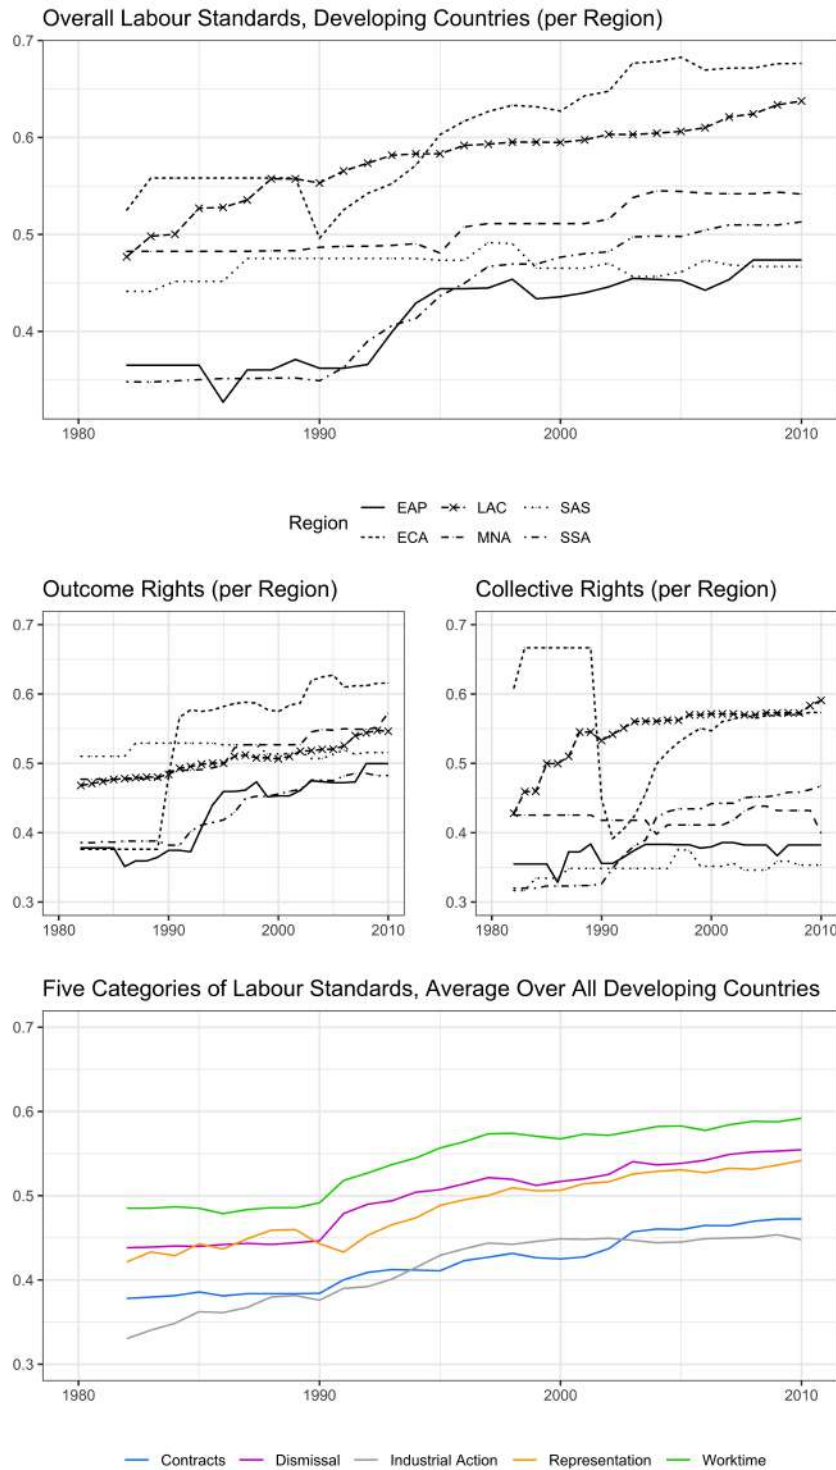 Overall Labour Standards, Developing Countries (per Region)
0.7
0.6
0.5
0.4
1980 1990 2000 2010
Region EAP LAC SAS
ECA MNA SSA
Outcome Rights (per Region)
0.7
0.6
0.5
0.4
0.3
1980 1990 2000 2010
Collective Rights (per Region)
0.7
0.6
0.5
0.4
0.3
1980 1990 2000 2010
Five Categories of Labour Standards, Average Over All Developing Countries
0.7
0.6
0.5
0.4
0.3
1980 1990 2000 2010
Contracts Dismissal Industrial Action Representation Worktime